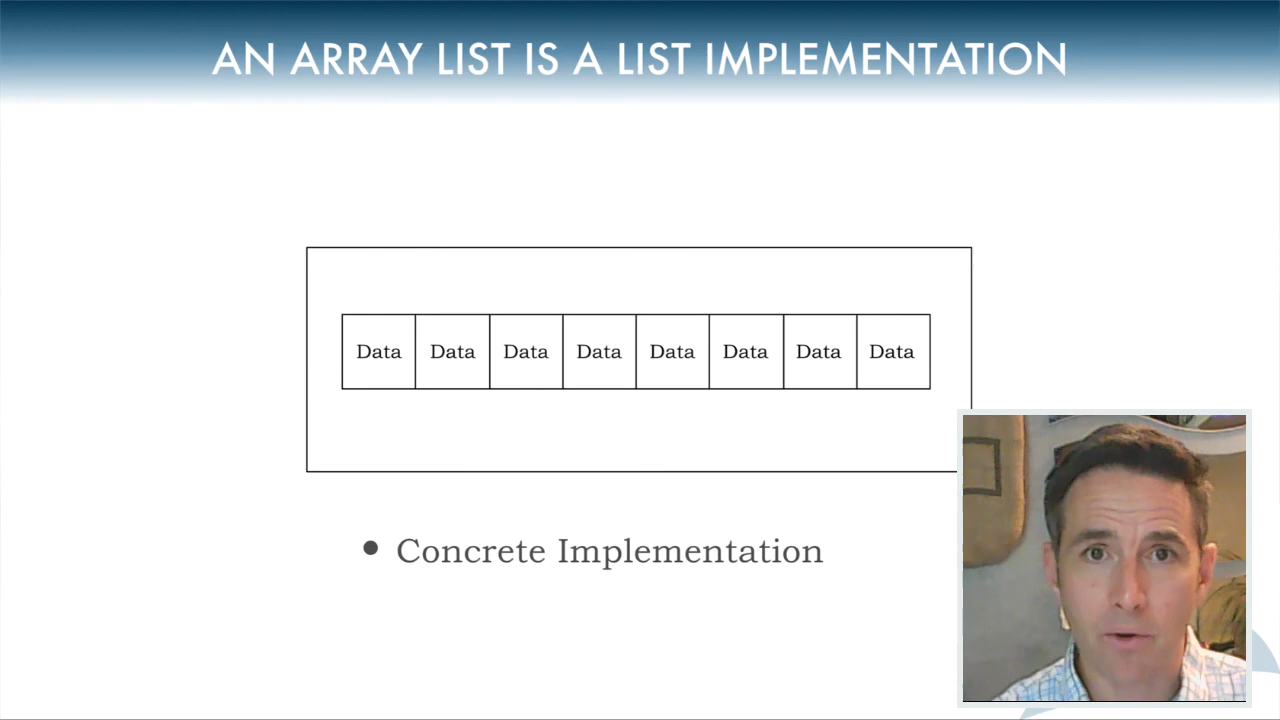 AN ARRAY LIST IS A LIST IMPLEMENTATION
Data Data Data Data Data Data Data Data
• Concrete Implementation